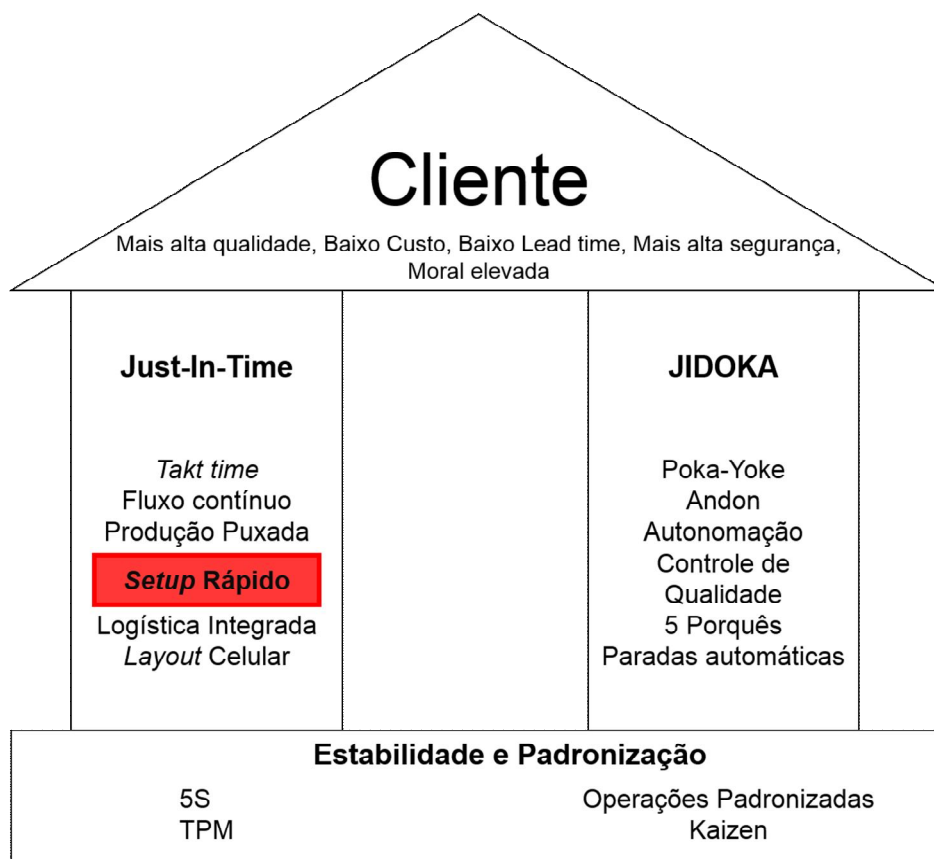 Cliente
Mais alta qualidade, Baixo Custo, Baixo Lead time, Mais alta segurança,
Moral elevada
Just-In-Time
Takt time
Fluxo contínuo
Produção Puxada
Setup Rápido
Logística Integrada
Layout Celular
JIDOKA
Poka-Yoke
Andon
Autonomação
Controle de
Qualidade
5 Porquês
Paradas automáticas
Estabilidade e Padronização
5S
TPM
Operações Padronizadas
Kaizen